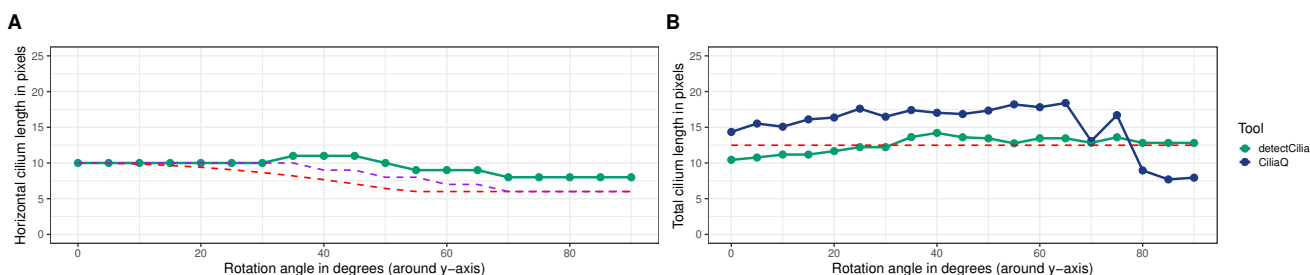 A
Horizontal cilium length in pixels
25
20
15
10
5
0
0 20 40 60 80
Rotation angle in degrees (around y−axis)
B
Total cilium length in pixels
25
20
15
10
5
0
0 20 40 60 80
Rotation angle in degrees (around y−axis)
Tool
detectCilia
CiliaQ